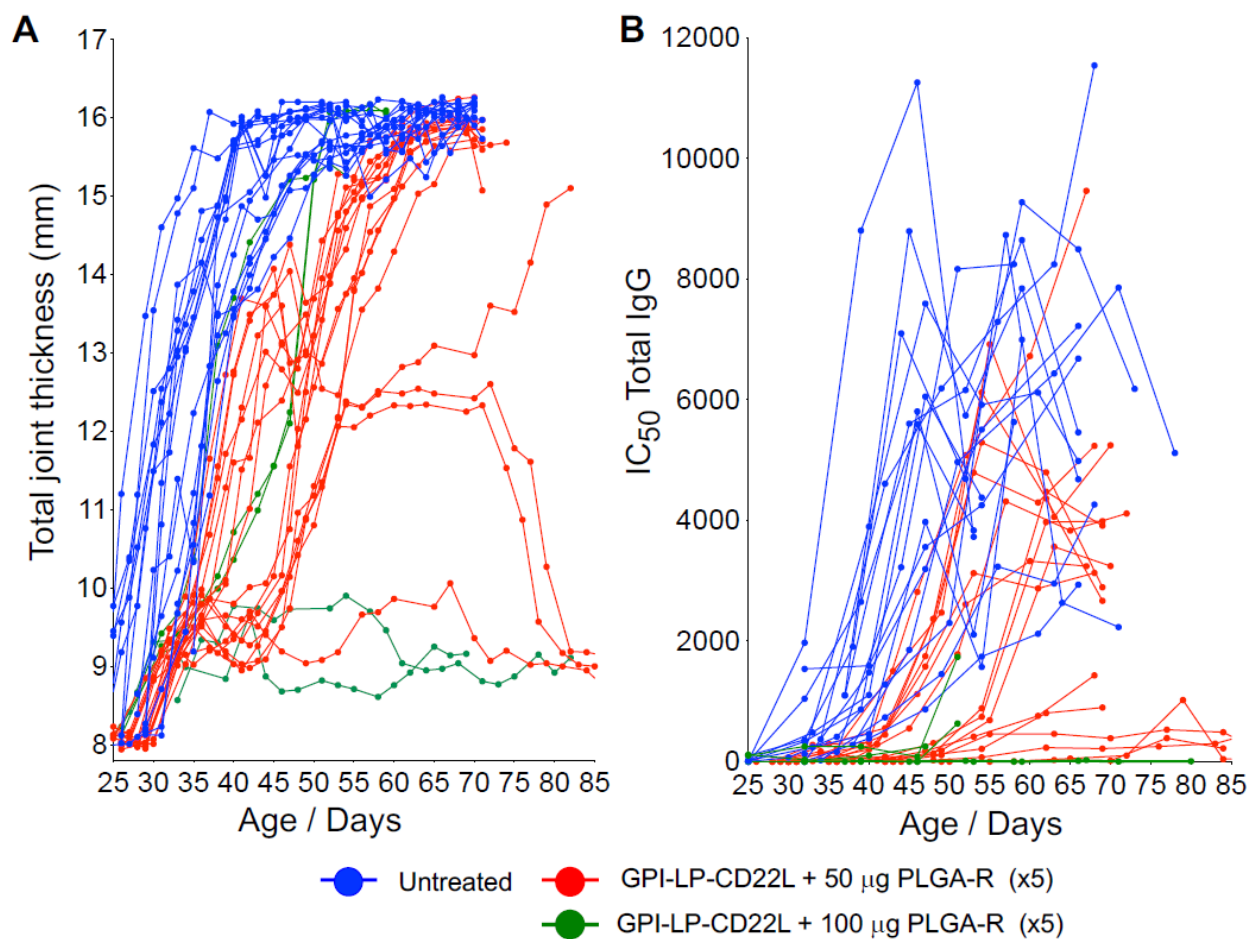 A
B
17
16
15
14
13
12
11
10
9
8
Total joint thickness (mm)
25 30 35 40 45 50 55 60 65 70 75 80 85
Age / Days
12000
10000
8000
6000
4000
2000
0
IC50 Total IgG
25 30 35 40 45 50 55 60 65 70 75 80 85
Age / Days
Untreated
GPI-LP-CD22L + 50 μg PLGA-R (x5)
GPI-LP-CD22L + 100 μg PLGA-R (x5)